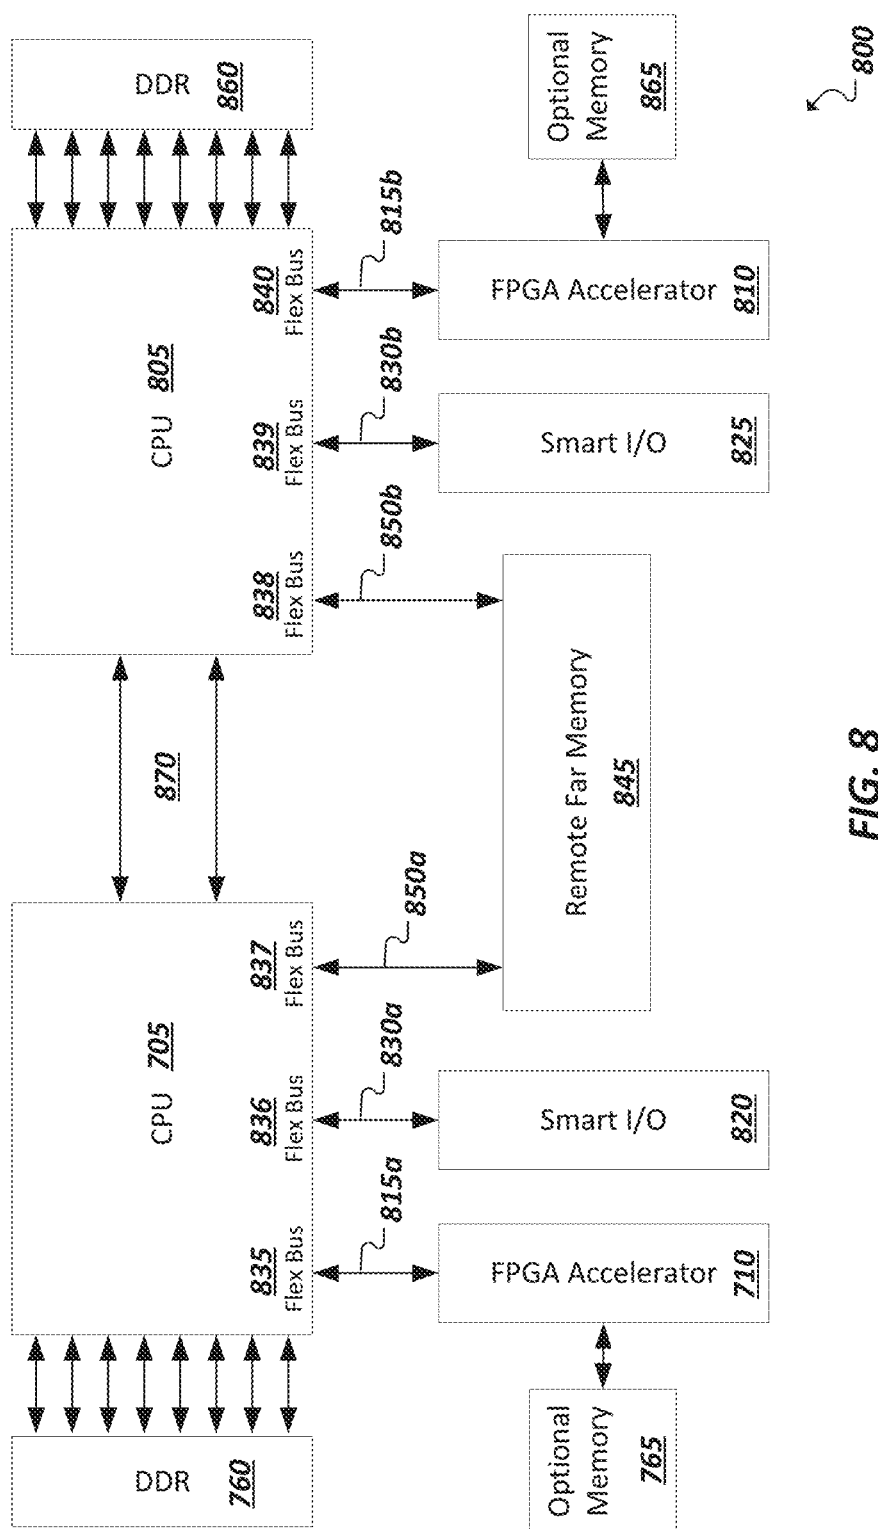 DDR
760
CPU
705
870
CPU
805
DDR
860
835
Flex Bus
836
Flex Bus
837
Flex Bus
838
Flex Bus
839
Flex Bus
840
Flex Bus
815a
830a
850a
850b
830b
815b
Optional
Memory
765
FPGA Accelerator
710
Smart I/O
820
Remote Far Memory
845
Smart I/O
825
FPGA Accelerator
810
Optional
Memory
865
800
FIG. 8